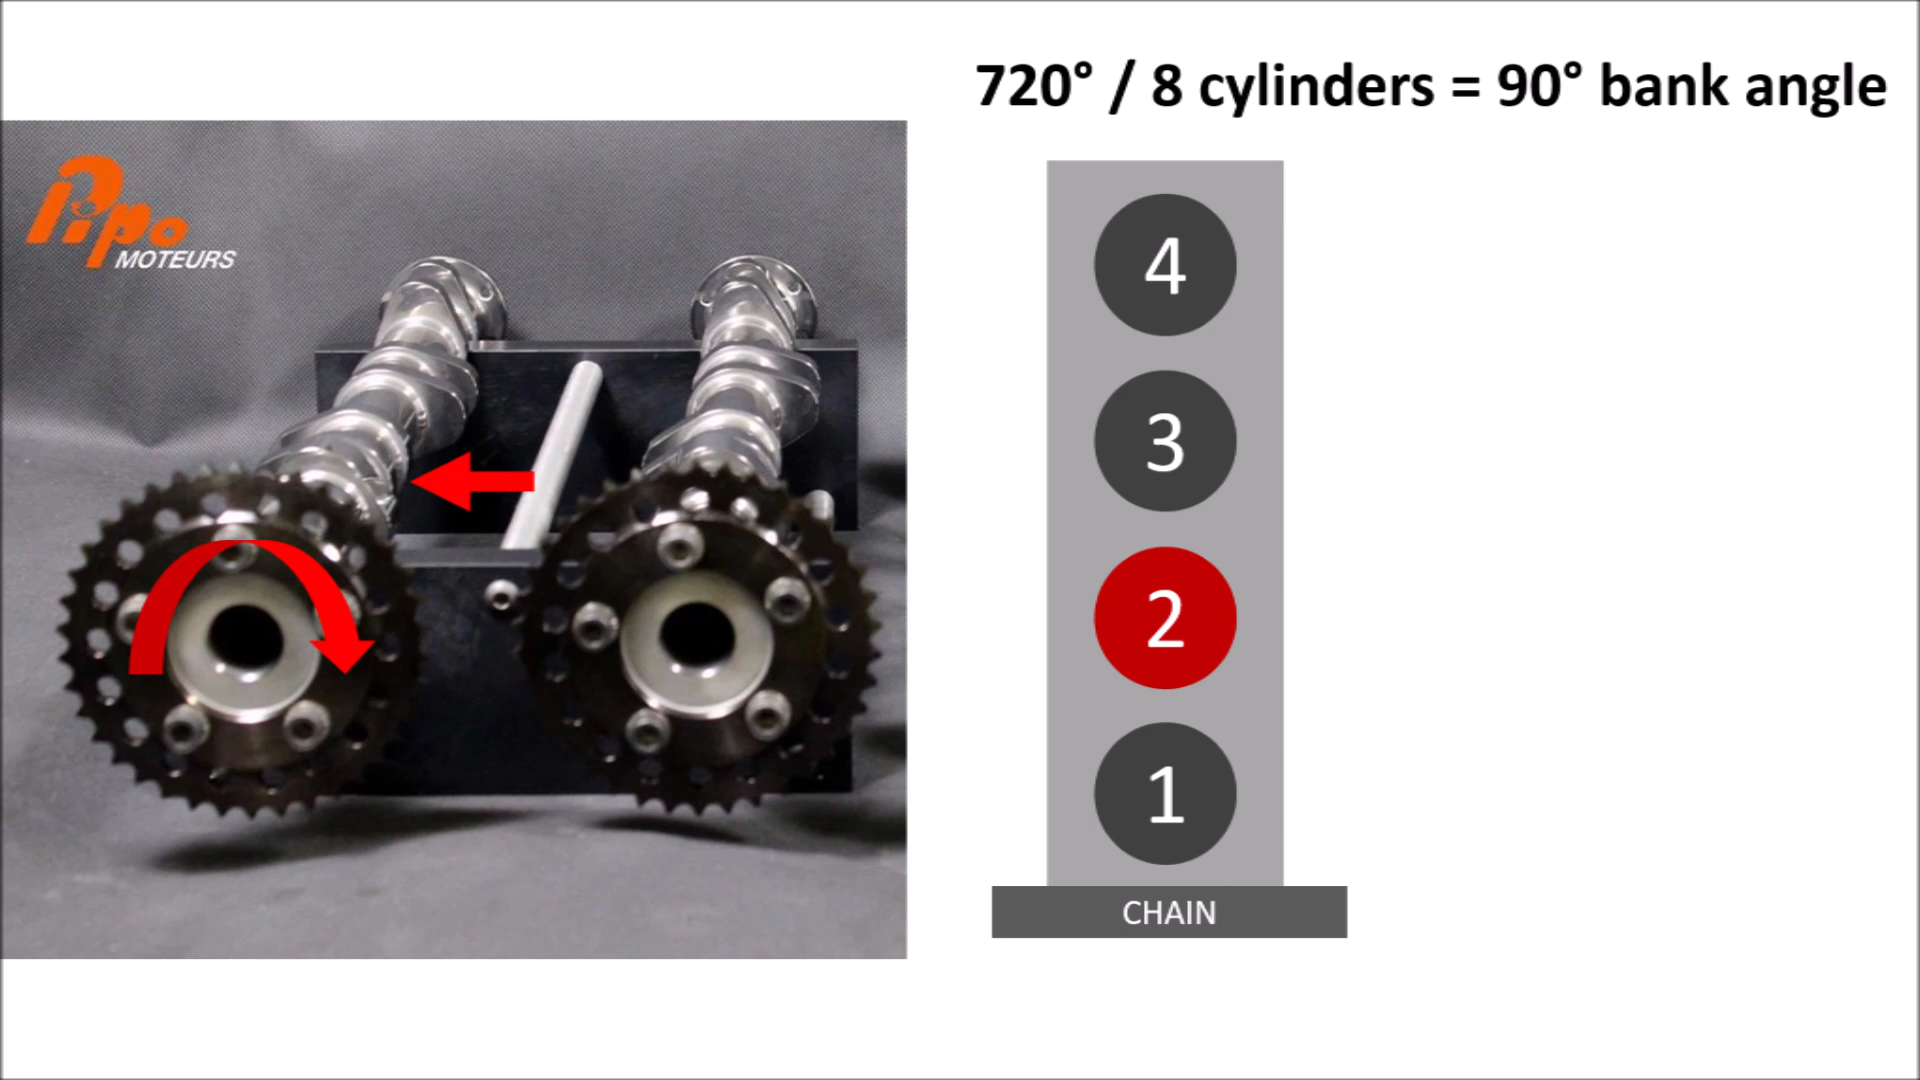 720° / 8 cylinders = 90° bank angle
Pipo
MOTEURS
4
3
2
1
CHAIN